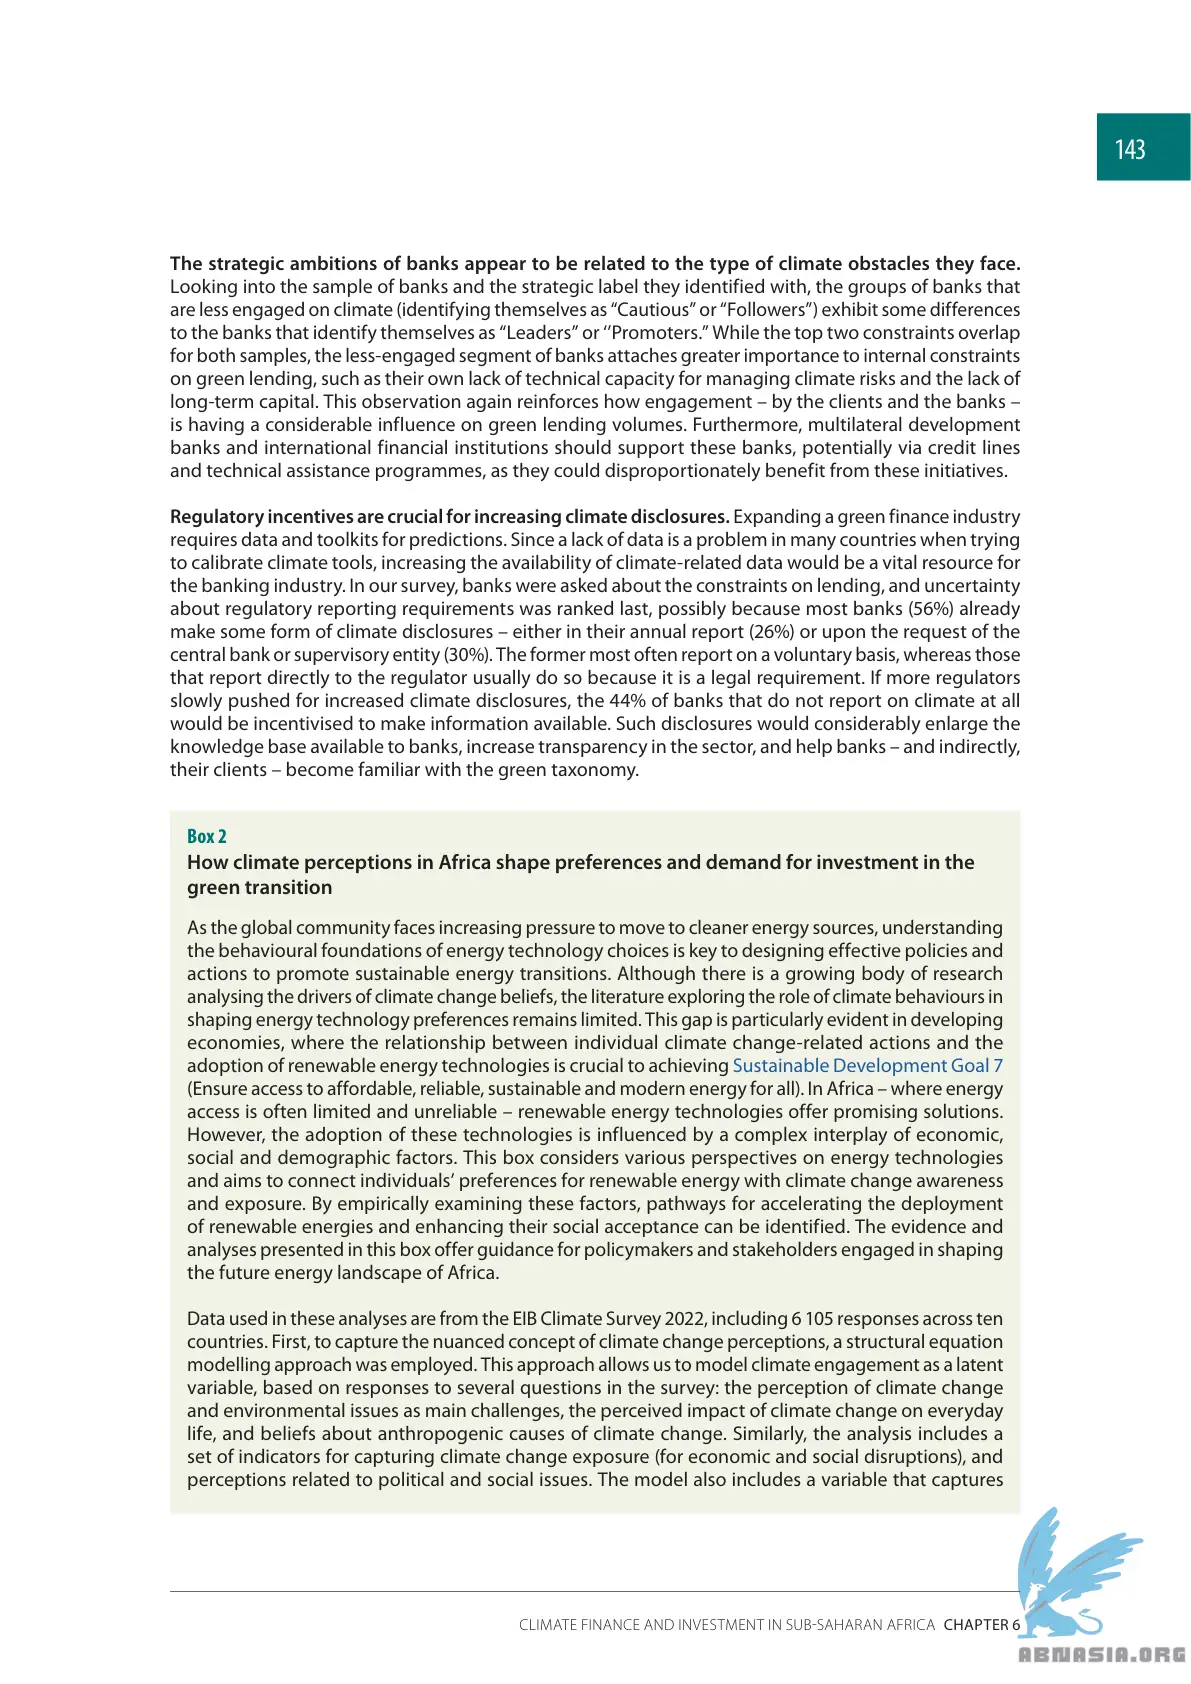 143
The strategic ambitions of banks appear to be related to the type of climate obstacles they face.
Looking into the sample of banks and the strategic label they identified with, the groups of banks that
are less engaged on climate (identifying themselves as “Cautious” or “Followers”) exhibit some differences
to the banks that identify themselves as “Leaders” or ‘‘Promoters.” While the top two constraints overlap
for both samples, the less-engaged segment of banks attaches greater importance to internal constraints
on green lending, such as their own lack of technical capacity for managing climate risks and the lack of
long-term capital. This observation again reinforces how engagement – by the clients and the banks –
is having a considerable influence on green lending volumes. Furthermore, multilateral development
banks and international financial institutions should support these banks, potentially via credit lines
and technical assistance programmes, as they could disproportionately benefit from these initiatives.
Regulatory incentives are crucial for increasing climate disclosures. Expanding a green finance industry
requires data and toolkits for predictions. Since a lack of data is a problem in many countries when trying
to calibrate climate tools, increasing the availability of climate-related data would be a vital resource for
the banking industry. In our survey, banks were asked about the constraints on lending, and uncertainty
about regulatory reporting requirements was ranked last, possibly because most banks (56%) already
make some form of climate disclosures – either in their annual report (26%) or upon the request of the
central bank or supervisory entity (30%). The former most often report on a voluntary basis, whereas those
that report directly to the regulator usually do so because it is a legal requirement. If more regulators
slowly pushed for increased climate disclosures, the 44% of banks that do not report on climate at all
would be incentivised to make information available. Such disclosures would considerably enlarge the
knowledge base available to banks, increase transparency in the sector, and help banks – and indirectly,
their clients – become familiar with the green taxonomy.
Box 2
How climate perceptions in Africa shape preferences and demand for investment in the
green transition
As the global community faces increasing pressure to move to cleaner energy sources, understanding
the behavioural foundations of energy technology choices is key to designing effective policies and
actions to promote sustainable energy transitions. Although there is a growing body of research
analysing the drivers of climate change beliefs, the literature exploring the role of climate behaviours in
shaping energy technology preferences remains limited. This gap is particularly evident in developing
economies, where the relationship between individual climate change-related actions and the
adoption of renewable energy technologies is crucial to achieving Sustainable Development Goal 7
(Ensure access to affordable, reliable, sustainable and modern energy for all). In Africa – where energy
access is often limited and unreliable – renewable energy technologies offer promising solutions.
However, the adoption of these technologies is influenced by a complex interplay of economic,
social and demographic factors. This box considers various perspectives on energy technologies
and aims to connect individuals’ preferences for renewable energy with climate change awareness
and exposure. By empirically examining these factors, pathways for accelerating the deployment
of renewable energies and enhancing their social acceptance can be identified. The evidence and
analyses presented in this box offer guidance for policymakers and stakeholders engaged in shaping
the future energy landscape of Africa.
Data used in these analyses are from the EIB Climate Survey 2022, including 6 105 responses across ten
countries. First, to capture the nuanced concept of climate change perceptions, a structural equation
modelling approach was employed. This approach allows us to model climate engagement as a latent
variable, based on responses to several questions in the survey: the perception of climate change
and environmental issues as main challenges, the perceived impact of climate change on everyday
life, and beliefs about anthropogenic causes of climate change. Similarly, the analysis includes a
set of indicators for capturing climate change exposure (for economic and social disruptions), and
perceptions related to political and social issues. The model also includes a variable that captures
CLIMATE FINANCE AND INVESTMENT IN SUB-SAHARAN AFRICA CHAPTER 6
ABNASIA.ORG